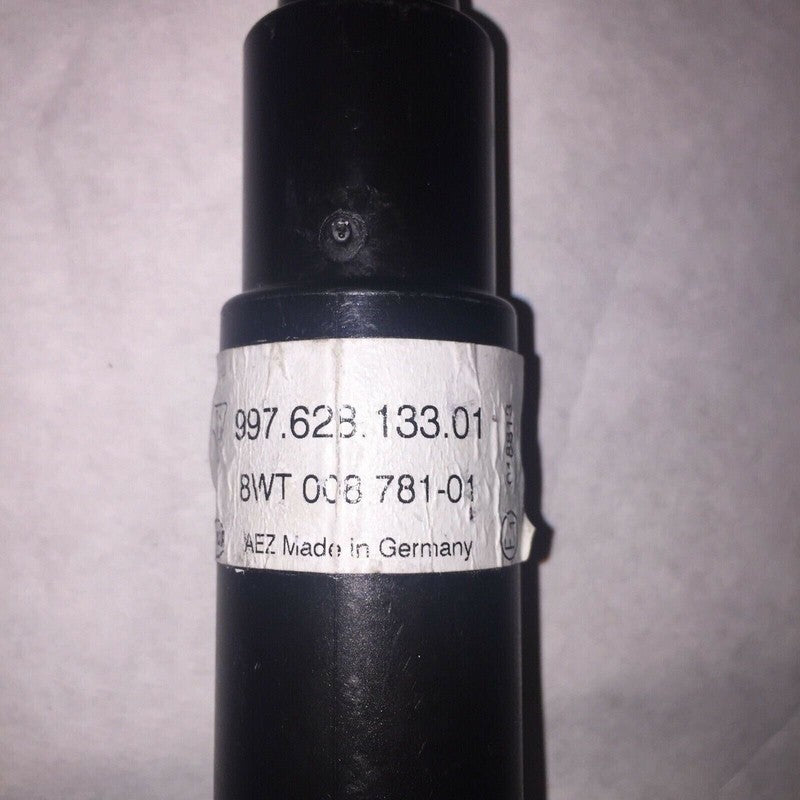 997.628.133.01
8WT 008 781-01
AEZ Made in Germany